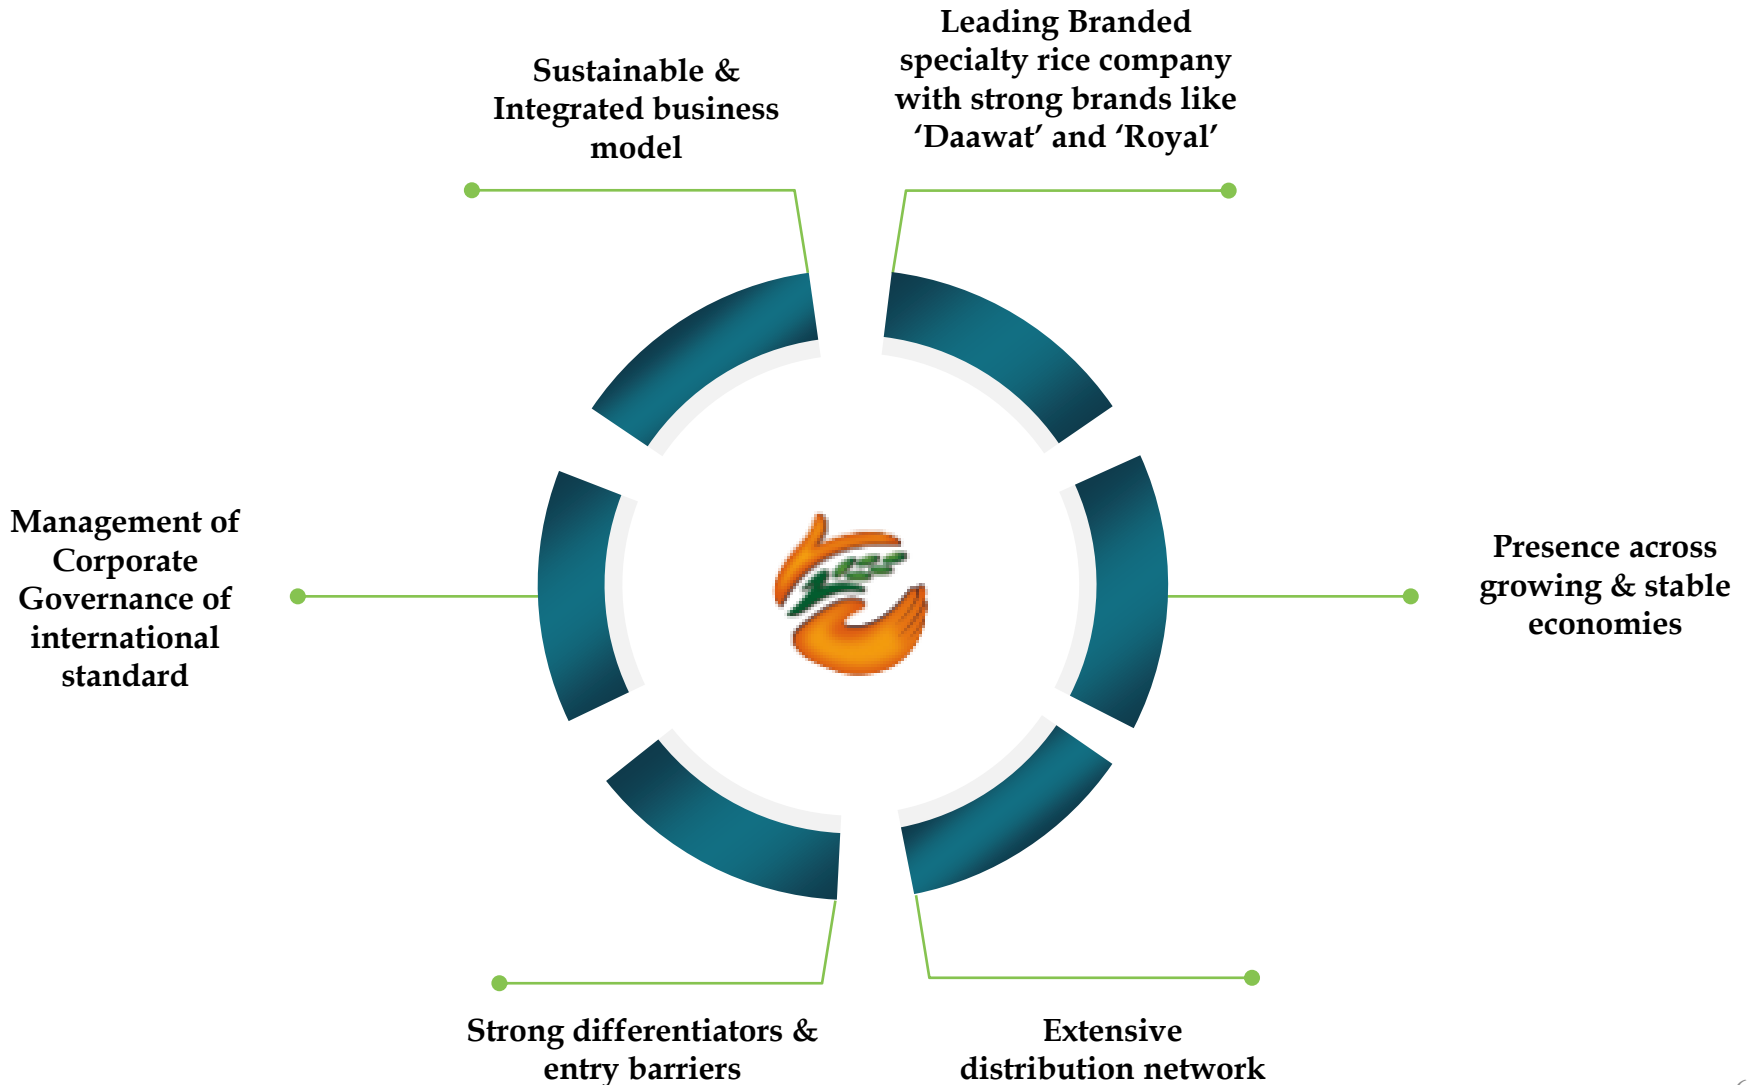 Leading Branded
specialty rice company
with strong brands like
‘Daawat’ and ‘Royal’
Sustainable &
Integrated business
model
Management of
Corporate
Governance of
international
standard
Presence across
growing & stable
economies
Strong differentiators &
entry barriers
Extensive
distribution network